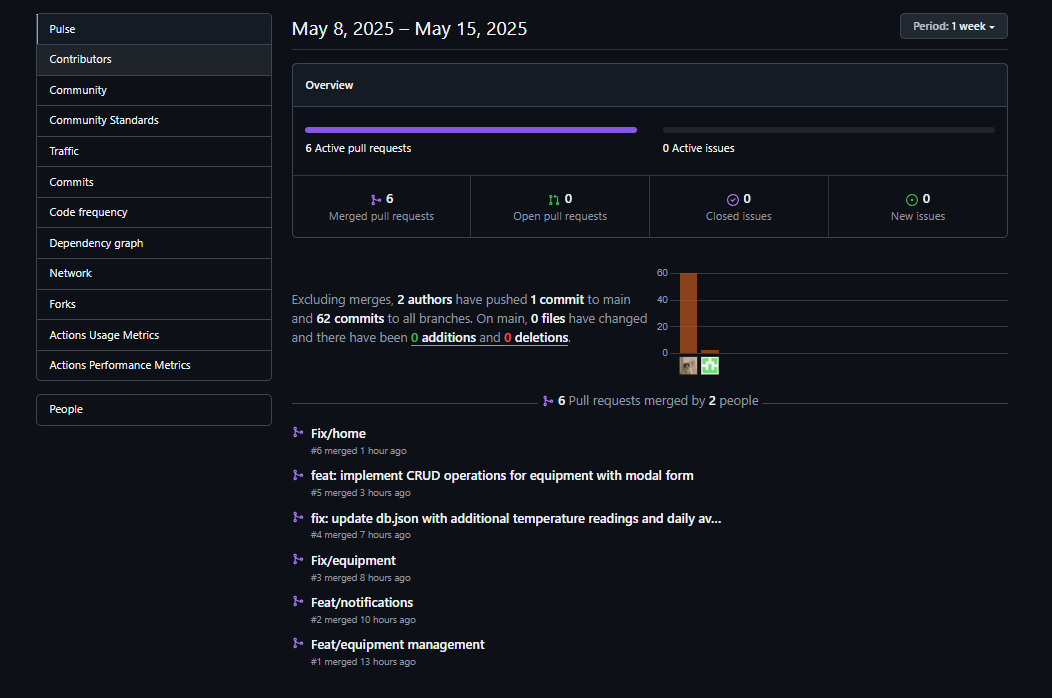 Pulse
Contributors
Community
Community Standards
Traffic
Commits
Code frequency
Dependency graph
Network
Forks
Actions Usage Metrics
Actions Performance Metrics
People
May 8, 2025 – May 15, 2025
Period: 1 week
Overview
6 Active pull requests
0 Active issues
6
Merged pull requests
0
Open pull requests
0
Closed issues
0
New issues
Excluding merges, 2 authors have pushed 1 commit to main
and 62 commits to all branches. On main, 0 files have changed
and there have been 0 additions and 0 deletions.
60
40
20
0
6 Pull requests merged by 2 people
Fix/home
#6 merged 1 hour ago
feat: implement CRUD operations for equipment with modal form
#5 merged 3 hours ago
fix: update db.json with additional temperature readings and daily av...
#4 merged 7 hours ago
Fix/equipment
#3 merged 8 hours ago
Feat/notifications
#2 merged 10 hours ago
Feat/equipment management
#1 merged 13 hours ago